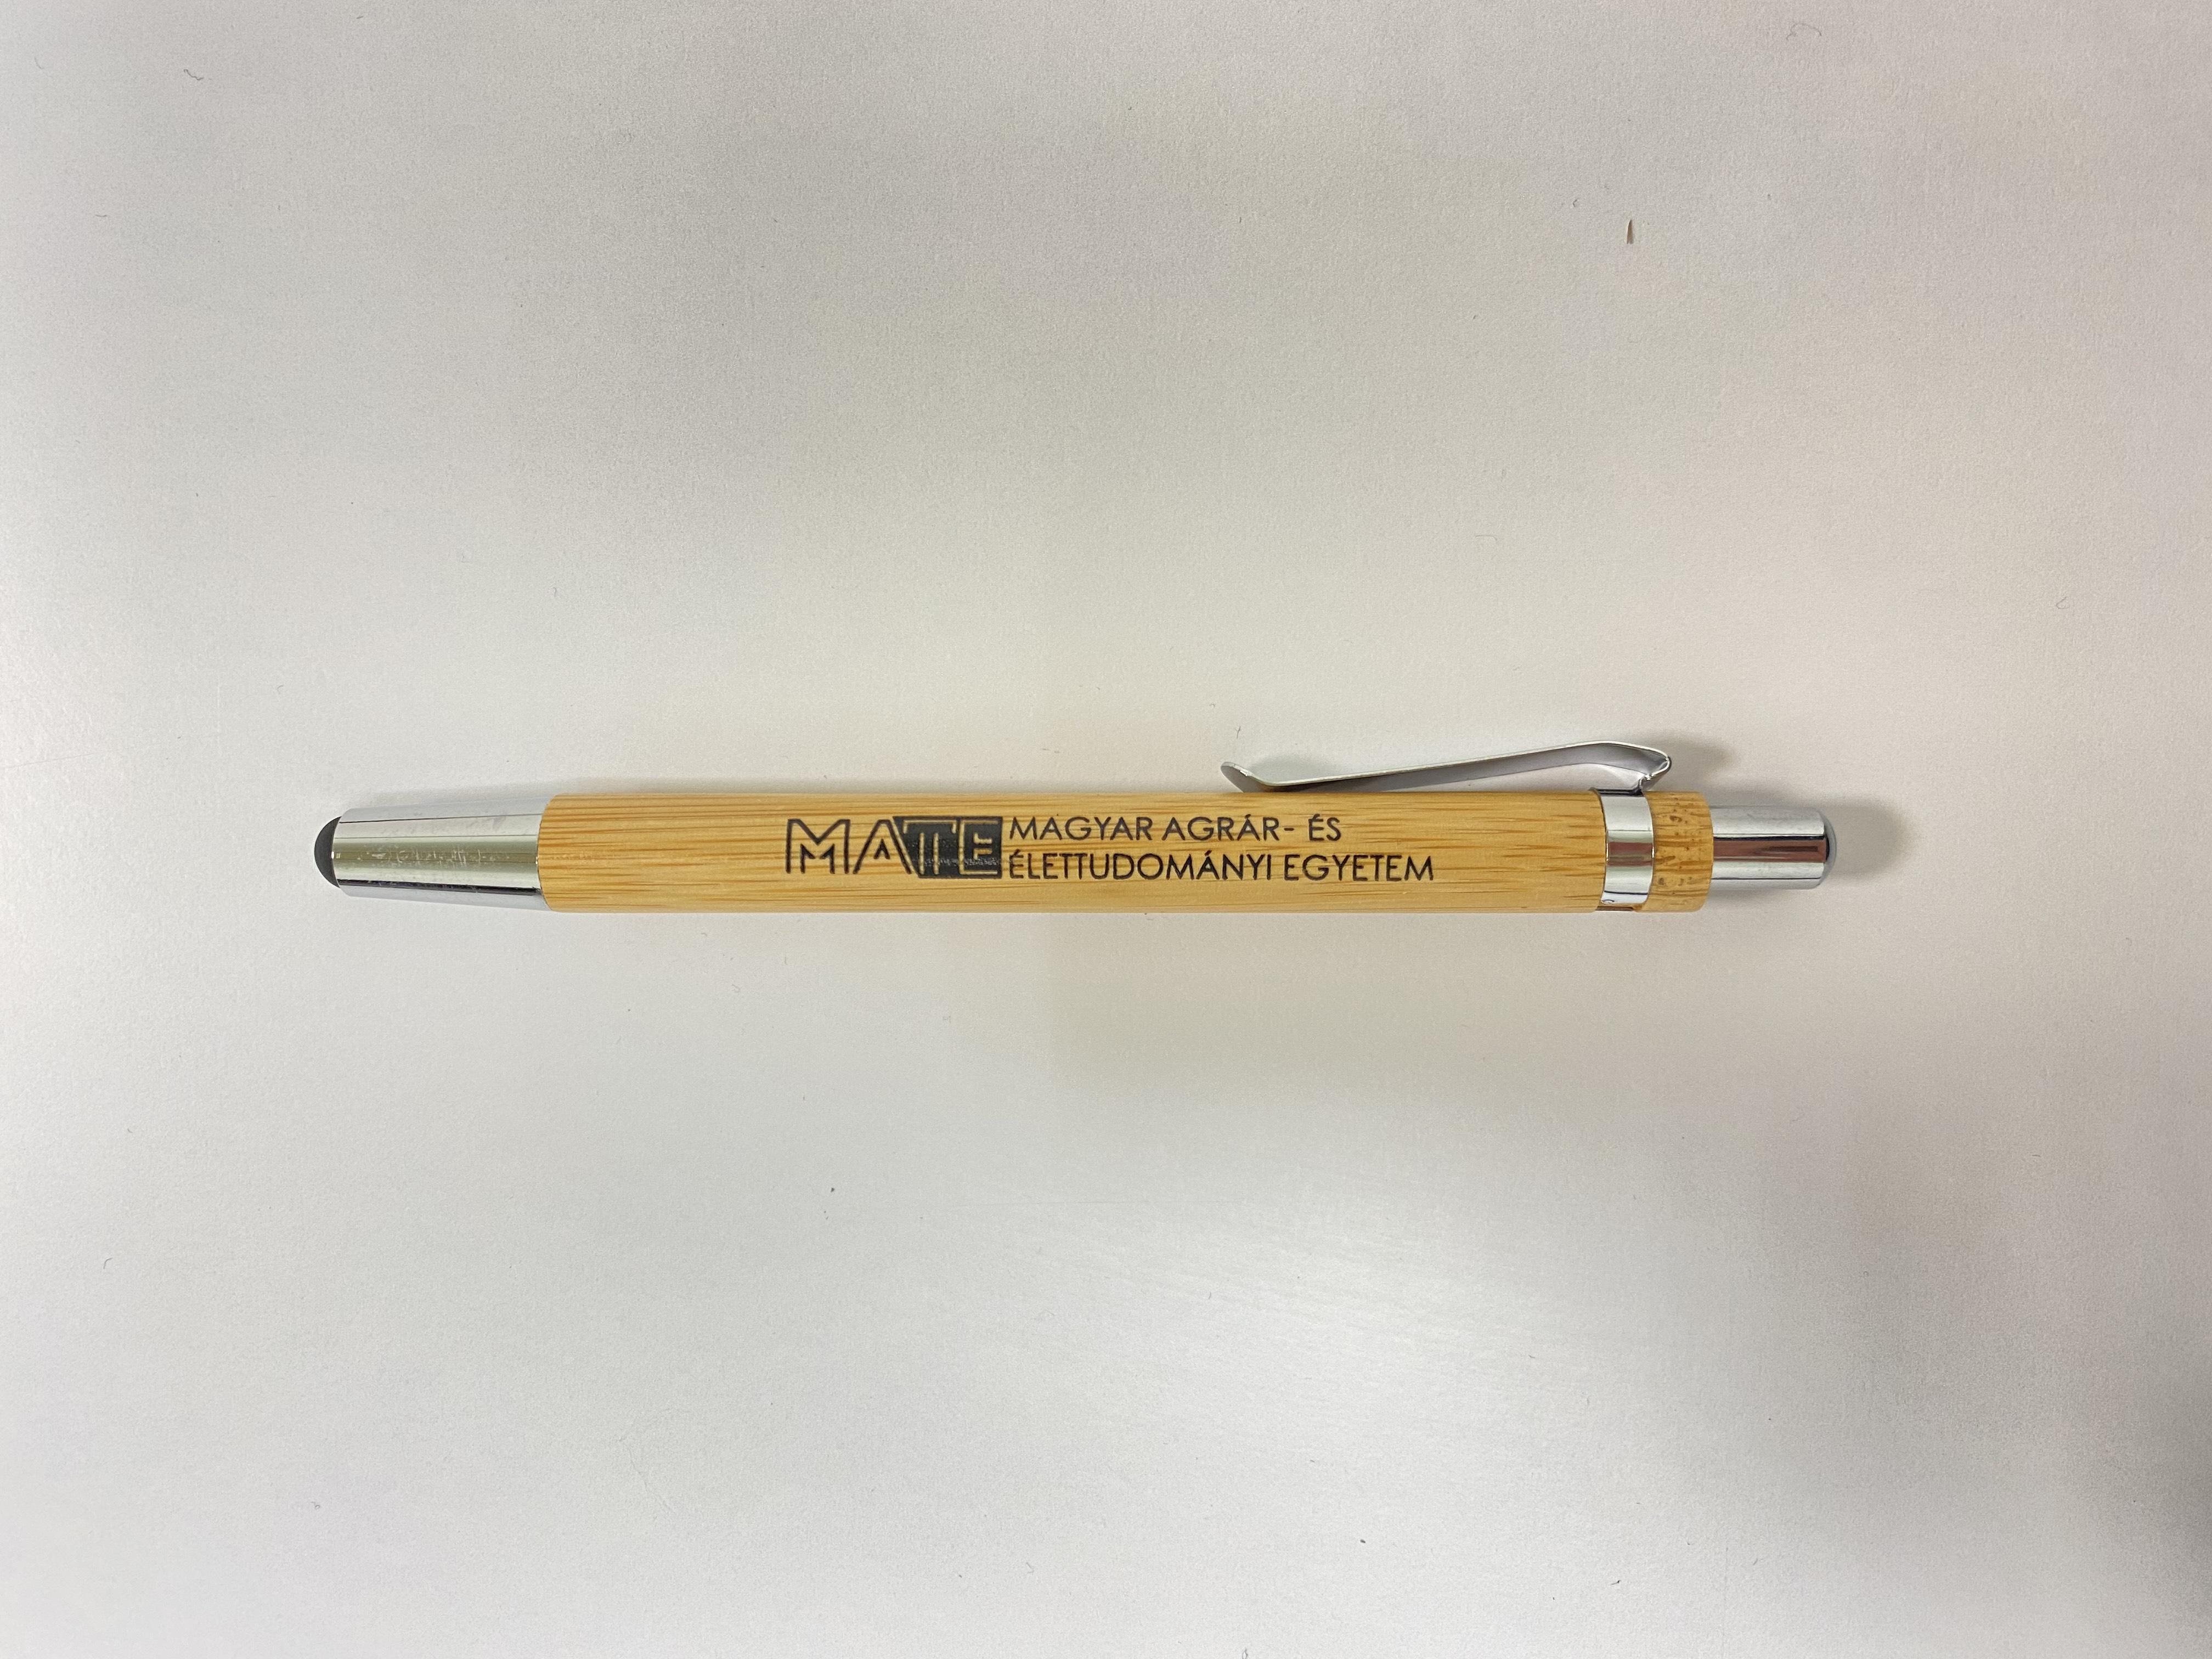 MATE
MAGYAR AGRÁR- ÉS
ÉLETTUDOMÁNYI EGYETEM